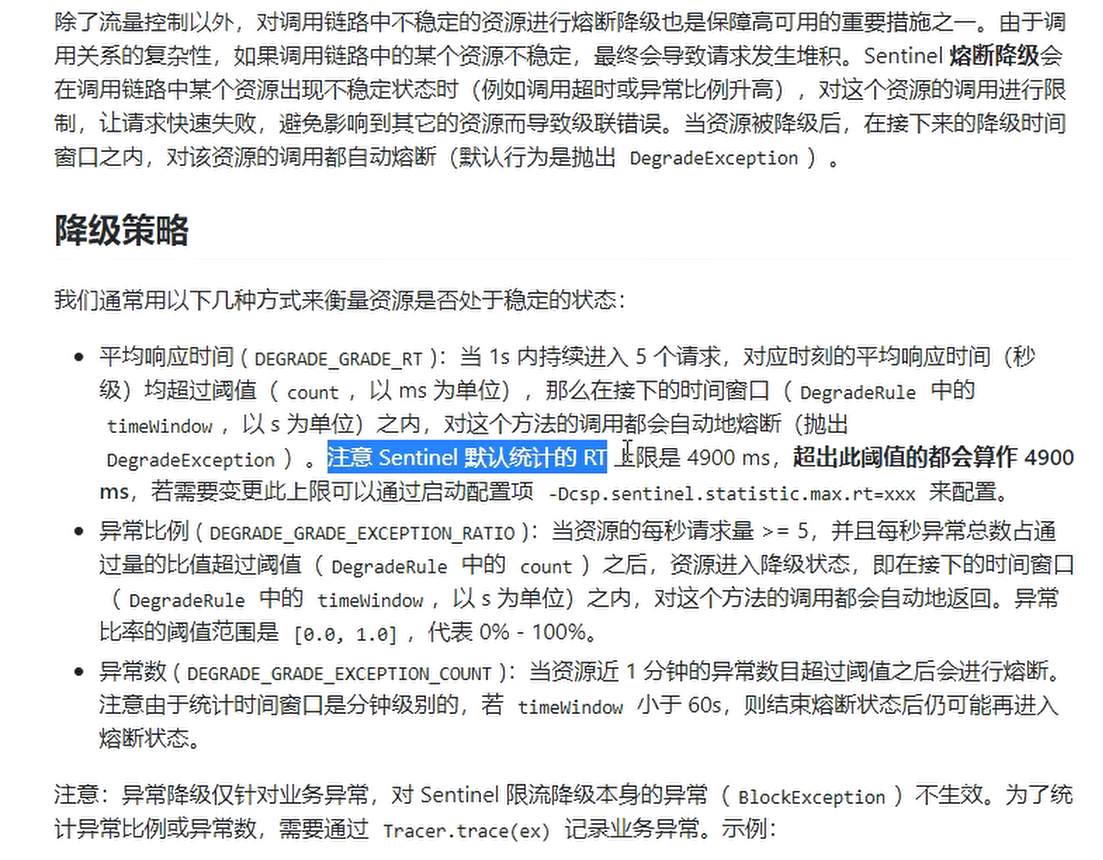 除了流量控制以外，对调用链路中不稳定的资源进行熔断降级也是保障高可用的重要措施之一。由于调
用关系的复杂性，如果调用链路中的某个资源不稳定，最终会导致请求发生堆积。Sentinel 熔断降级会
在调用链路中某个资源出现不稳定状态时（例如调用超时或异常比例升高），对这个资源的调用进行限
制，让请求快速失败，避免影响到其它的资源而导致级联错误。当资源被降级后，在接下来的降级时间
窗口之内，对该资源的调用都自动熔断（默认行为是抛出 DegradeException ）。
降级策略
我们通常用以下几种方式来衡量资源是否处于稳定的状态：
• 平均响应时间 ( DEGRADE_GRADE_RT )：当 1s 内持续进入 5 个请求，对应时刻的平均响应时间（秒
级）均超过阈值（ count ，以 ms 为单位），那么在接下的时间窗口（ DegradeRule 中的
timeWindow ，以 s 为单位）之内，对这个方法的调用都会自动地熔断（抛出
DegradeException ）。注意 Sentinel 默认统计的 RT 上限是 4900 ms，超出此阈值的都会算作 4900
ms，若需要变更此上限可以通过启动配置项 -Dcsp.sentinel.statistic.max.rt=xxx 来配置。
• 异常比例 ( DEGRADE_GRADE_EXCEPTION_RATIO )：当资源的每秒请求量 >= 5，并且每秒异常总数占通
过量的比值超过阈值（ DegradeRule 中的 count ）之后，资源进入降级状态，即在接下的时间窗口
（ DegradeRule 中的 timeWindow ，以 s 为单位）之内，对这个方法的调用都会自动地返回。异常
比率的阈值范围是 [0.0, 1.0] ，代表 0% - 100%。
• 异常数 ( DEGRADE_GRADE_EXCEPTION_COUNT )：当资源近 1 分钟的异常数目超过阈值之后会进行熔断。
注意由于统计时间窗口是分钟级别的，若 timeWindow 小于 60s，则结束熔断状态后仍可能再进入
熔断状态。
注意：异常降级仅针对业务异常，对 Sentinel 限流降级本身的异常（ BlockException ）不生效。为了统
计异常比例或异常数，需要通过 Tracer.trace(ex) 记录业务异常。示例：